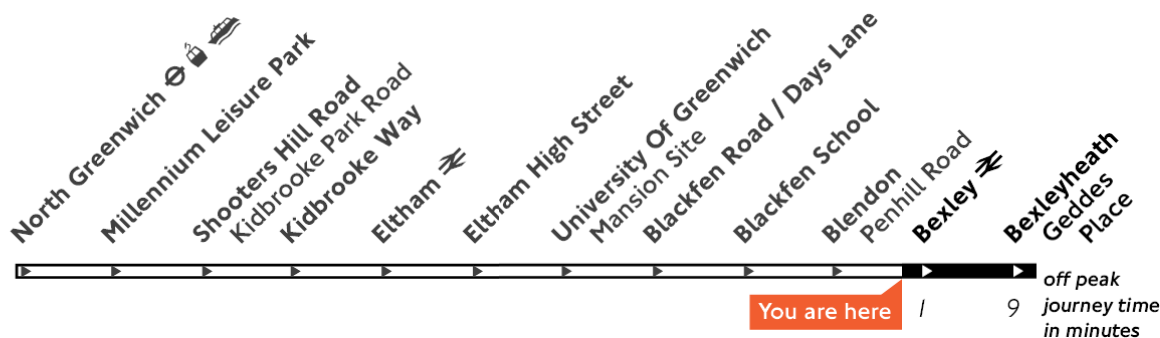 North Greenwich
Millennium Leisure Park
Shooters Hill Road
Kidbrooke Park Road
Kidbrooke Way
Eltham
Eltham High Street
University Of Greenwich
Mansion Site
Blackfen Road / Days Lane
Blackfen School
Blendon
Penhill Road
Bexley
Bexleyheath
Geddes
Place
You are here
1
9
off peak
journey time
in minutes